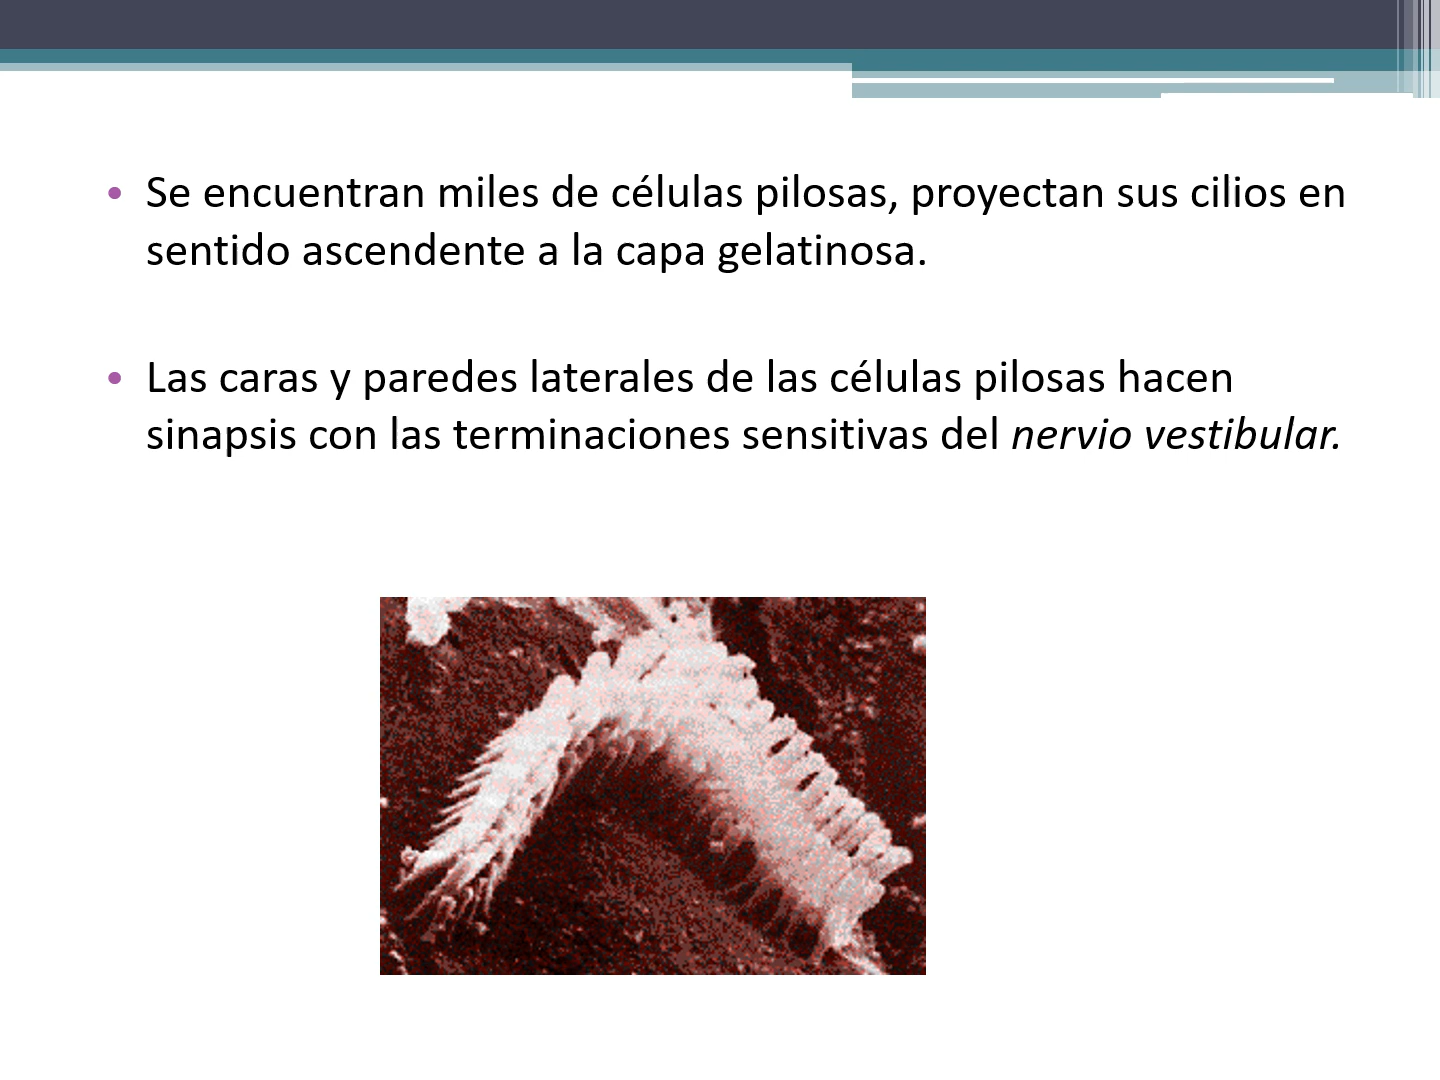 • Se encuentran miles de células pilosas, proyectan sus cilios en
sentido ascendente a la capa gelatinosa.
• Las caras y paredes laterales de las células pilosas hacen
sinapsis con las terminaciones sensitivas del nervio vestibular.